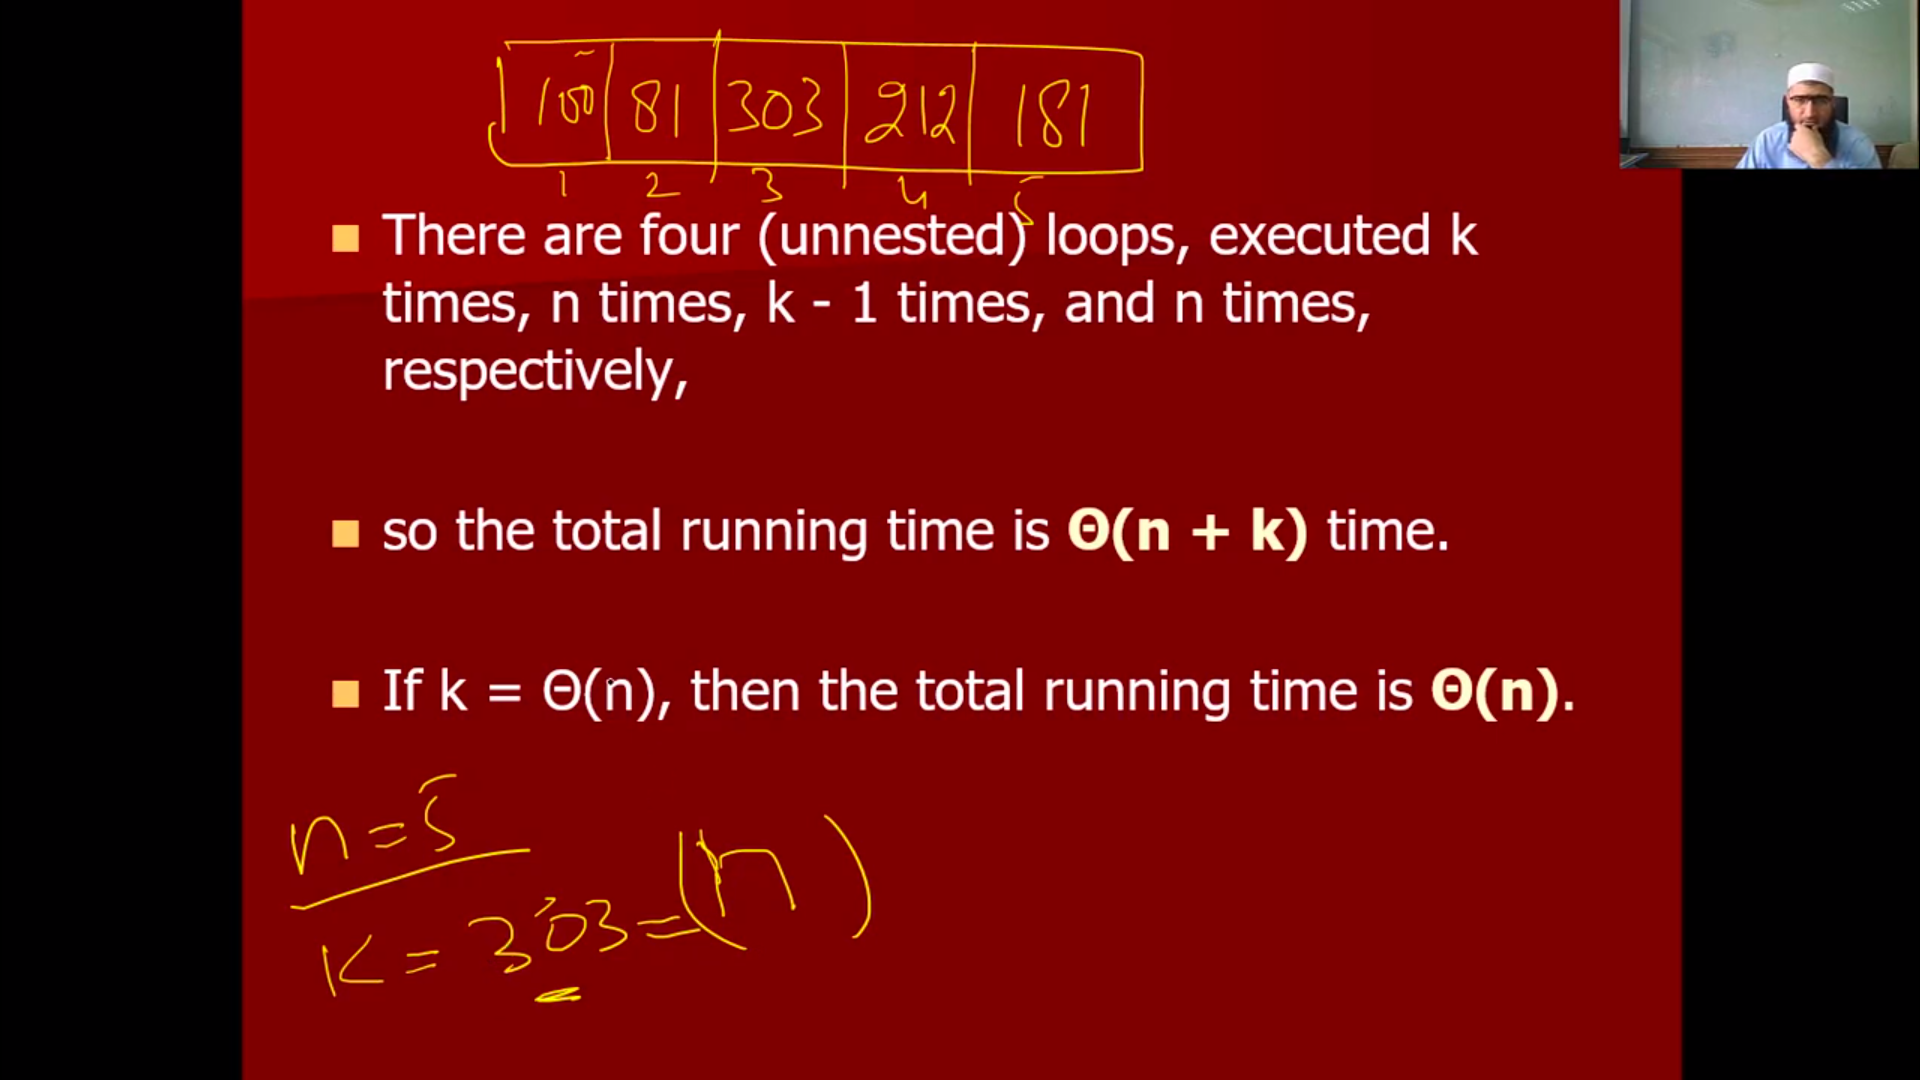 100 81 303 212 181
1 2 3 4 5
There are four (unnested) loops, executed k
times, n times, k - 1 times, and n times,
respectively,
so the total running time is Θ(n + k) time.
If k = Θ(n), then the total running time is Θ(n).
n = 5
K = 303 = (n)